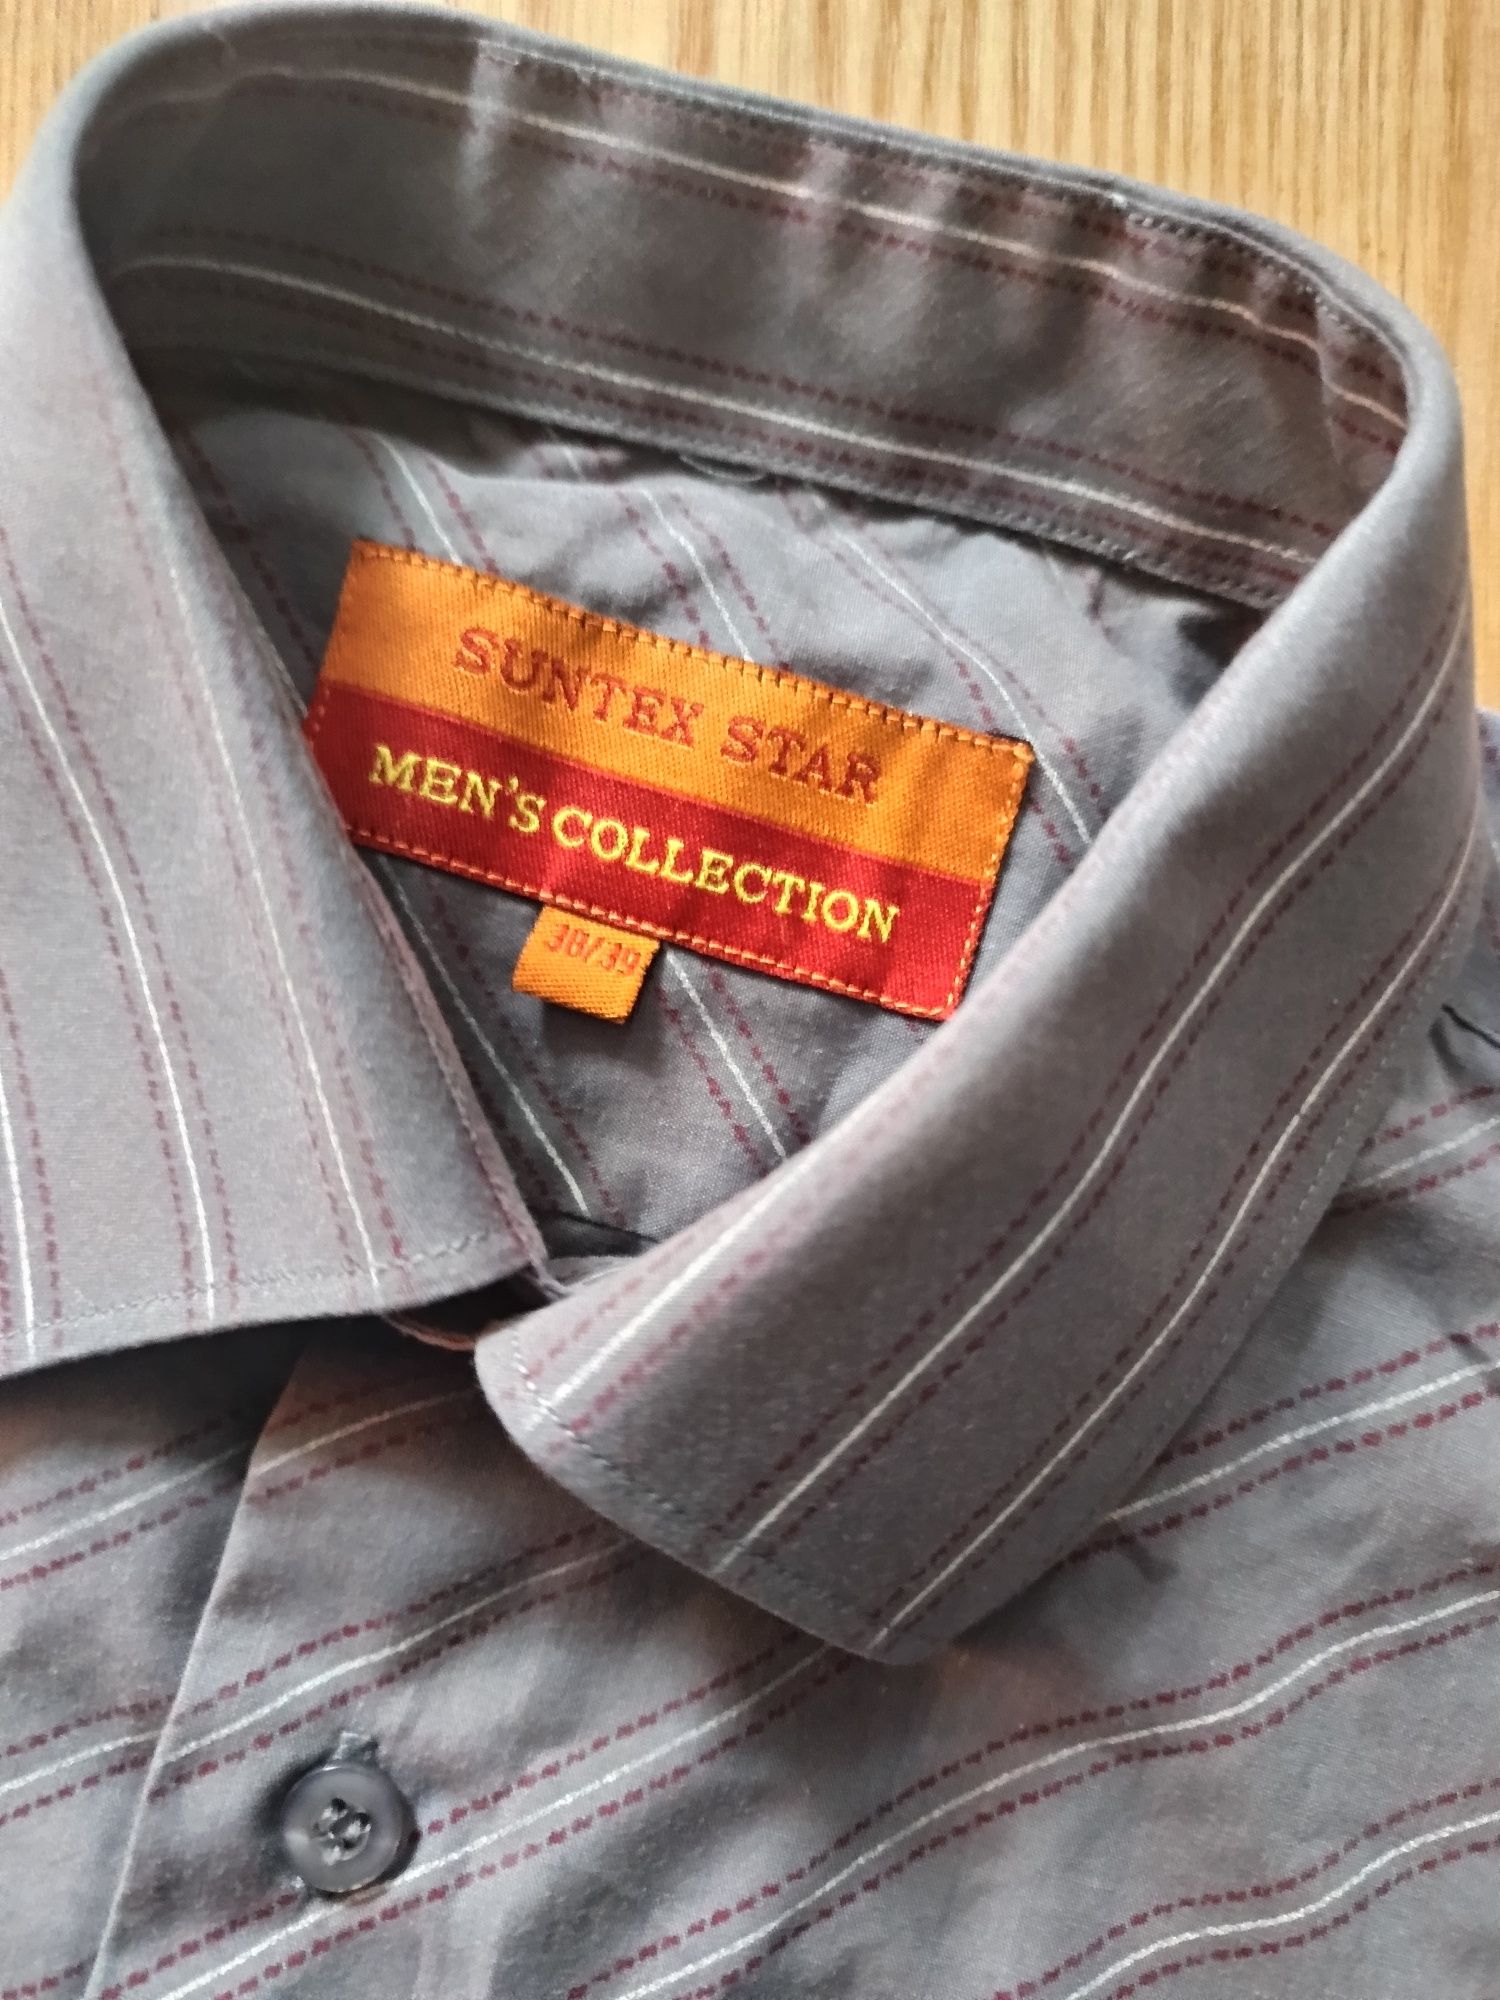 SUNTEX STAR
MEN'S COLLECTION
38/39